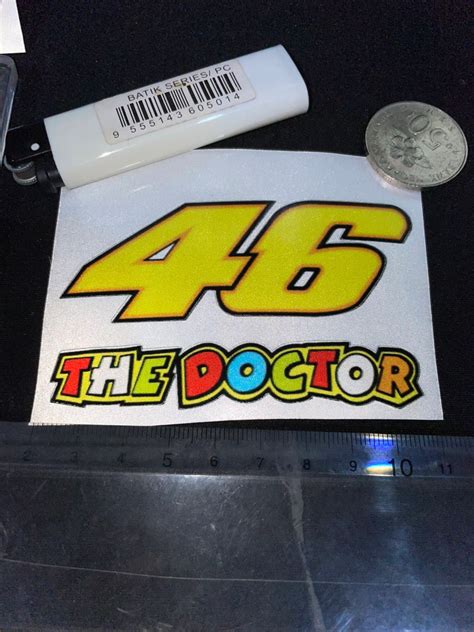 BATIK SERIES/ PC
9 555143 605014
50
46
THE DOCTOR
2 3 4 5 6 7 8 9 10 11